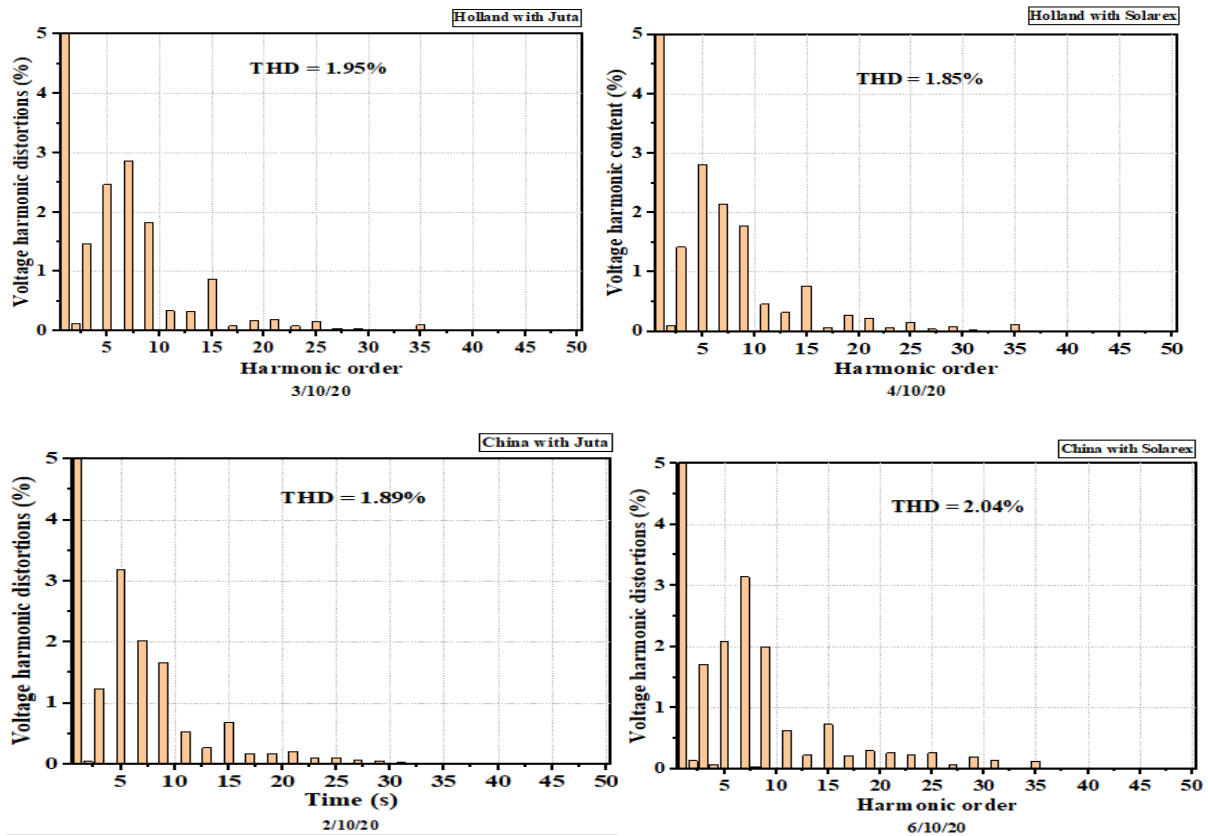 Holland with Juta
THD = 1.95%
Voltage harmonic distortions (%)
5
4
3
2
1
0
5 10 15 20 25 30 35 40 45 50
Harmonic order
3/10/20
Holland with Solarex
THD = 1.85%
Voltage harmonic content (%)
5
4
3
2
1
0
5 10 15 20 25 30 35 40 45 50
Harmonic order
4/10/20
China with Juta
THD = 1.89%
Voltage harmonic distortions (%)
5
4
3
2
1
0
5 10 15 20 25 30 35 40 45 50
Time (s)
2/10/20
China with Solarex
THD = 2.04%
Voltage harmonic distortions (%)
5
4
3
2
1
0
5 10 15 20 25 30 35 40 45 50
Harmonic order
6/10/20